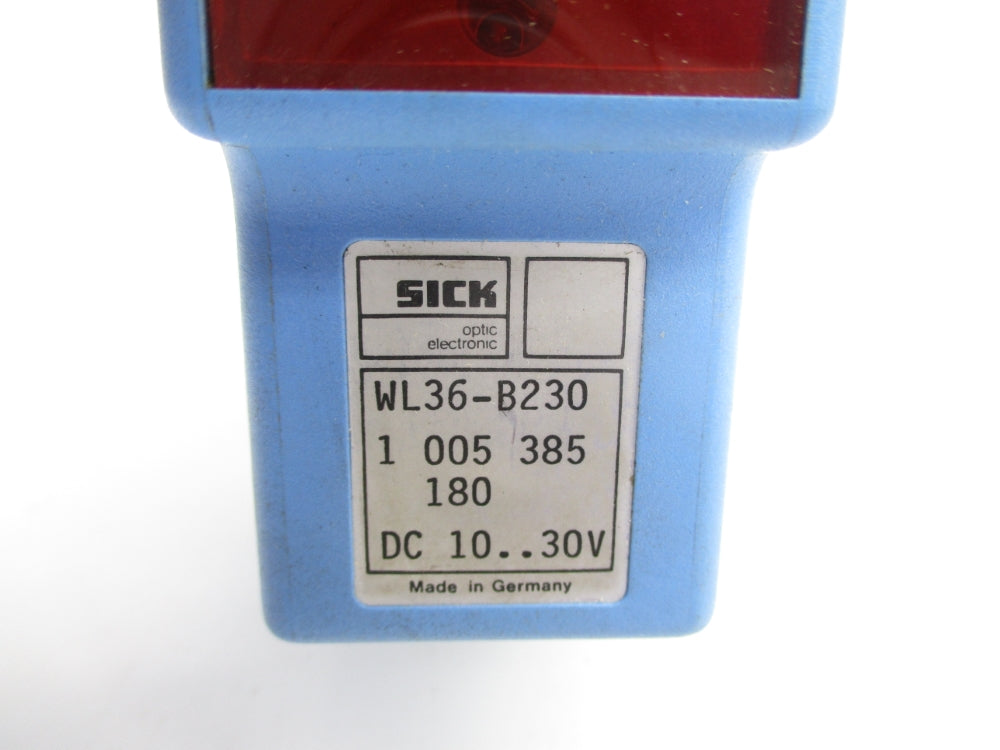 SICK
optic
electronic
WL36-B230
1 005 385
180
DC 10..30V
Made in Germany